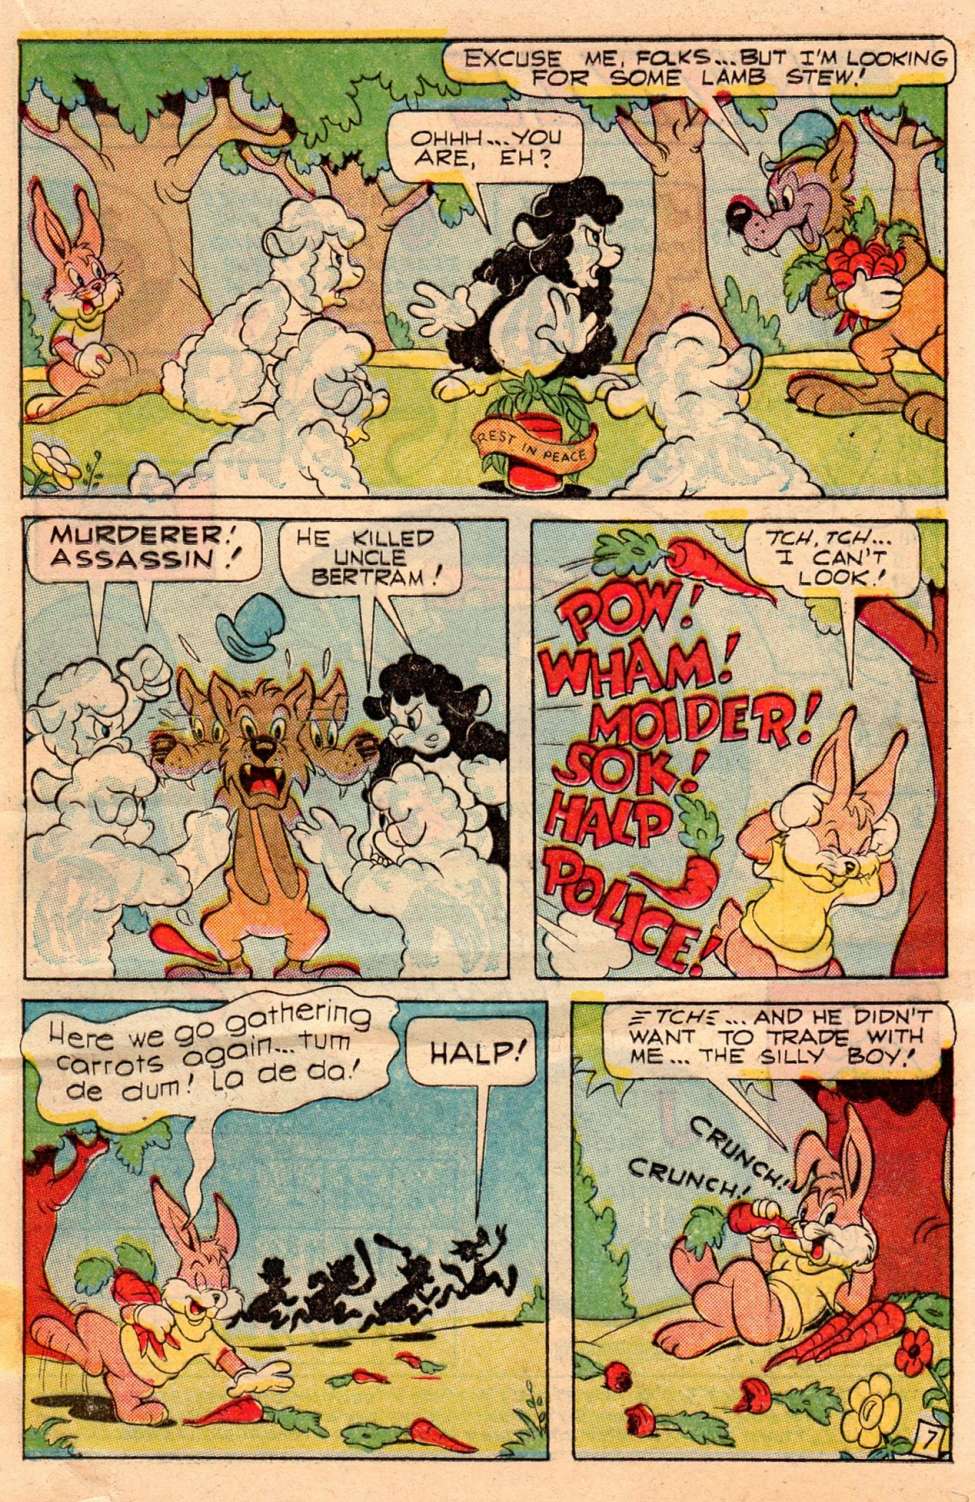 EXCUSE ME, FOLKS...BUT I'M LOOKING
FOR SOME LAMB STEW!
OHHH...YOU
ARE, EH?
REST IN PEACE
MURDERER!
ASSASSIN!
HE KILLED
UNCLE
BERTRAM!
TCH, TCH...
I CAN'T
LOOK!
POW!
WHAM!
MOIDER!
SOK!
HALP
POLICE!
Here we go gathering
carrots again...tum
de dum! La de da!
HALP!
TCH... AND HE DIDN'T
WANT TO TRADE WITH
ME... THE SILLY BOY!
CRUNCH!
CRUNCH!
7